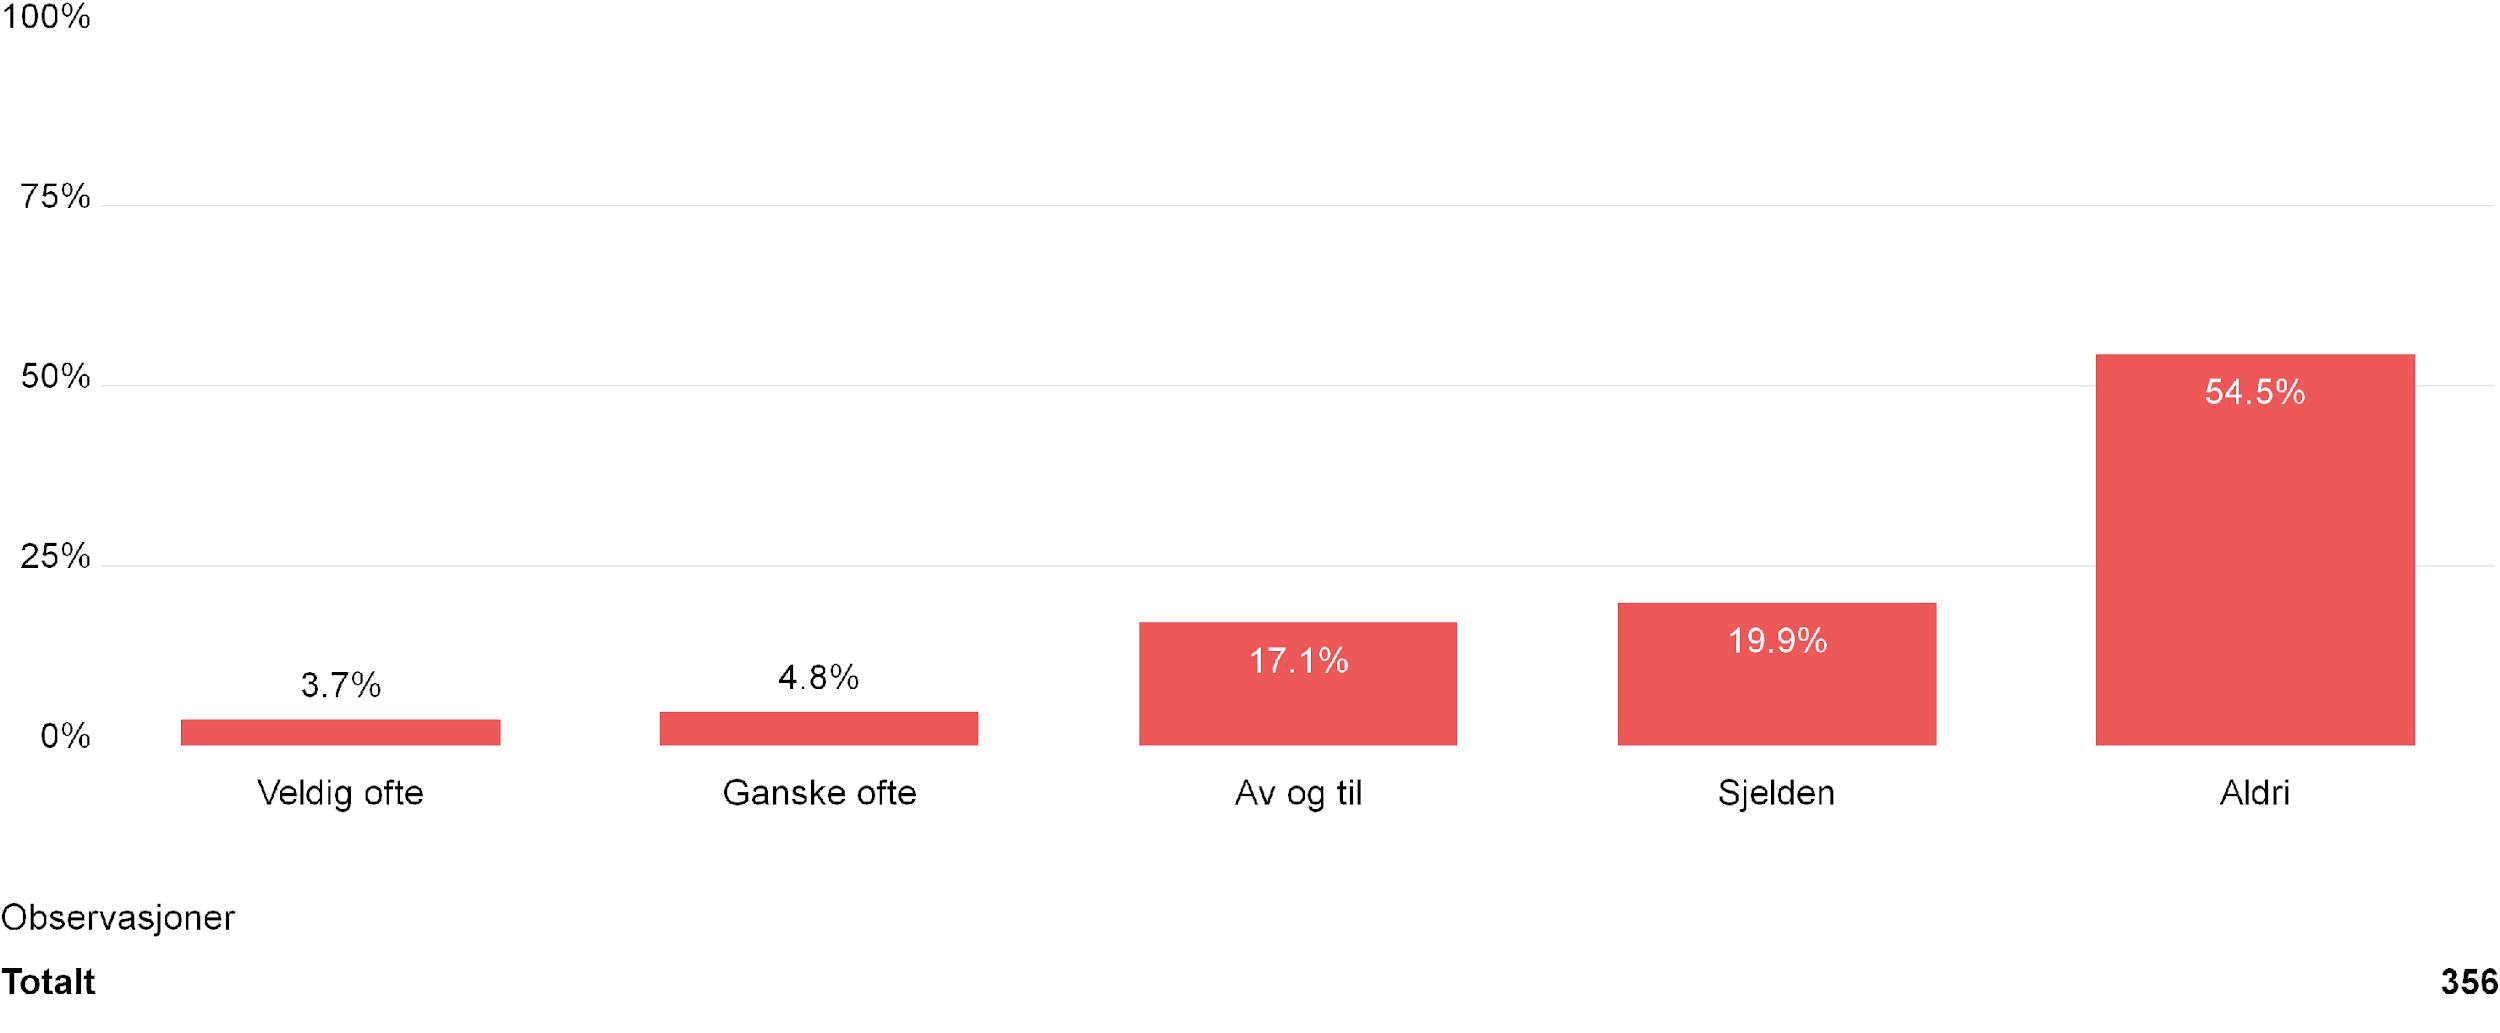 100%
75%
50%
25%
0%
3.7%
4.8%
17.1%
19.9%
54.5%
Veldig ofte
Ganske ofte
Av og til
Sjelden
Aldri
Observasjoner
Totalt 356